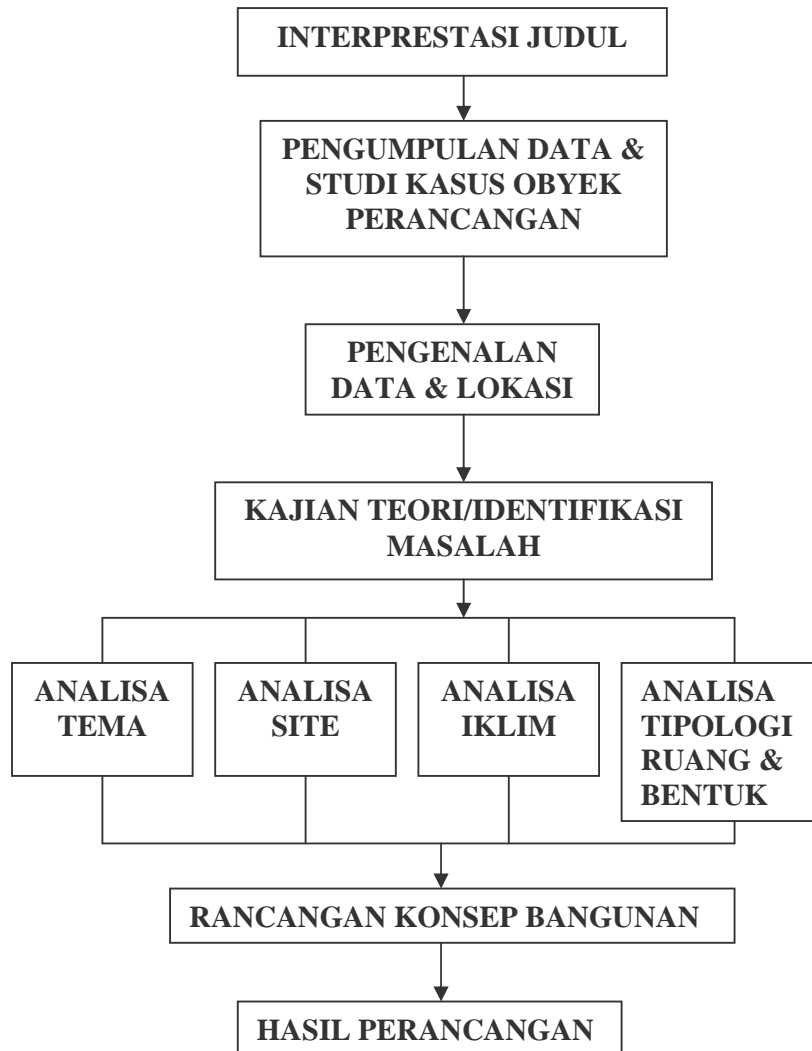 INTERPRESTASI JUDUL
PENGUMPULAN DATA &
STUDI KASUS OBYEK
PERANCANGAN
PENGENALAN
DATA & LOKASI
KAJIAN TEORI/IDENTIFIKASI
MASALAH
ANALISA
TEMA
ANALISA
SITE
ANALISA
IKLIM
ANALISA
TIPOLOGI
RUANG &
BENTUK
RANCANGAN KONSEP BANGUNAN
HASIL PERANCANGAN